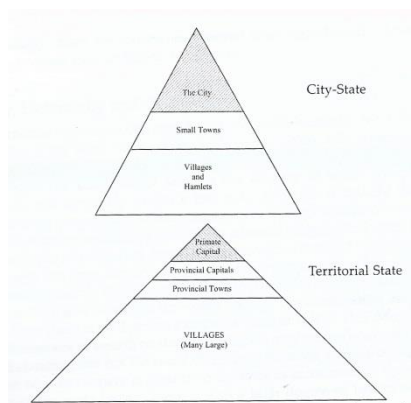 The City
City-State
Small Towns
Villages
and
Hamlets
Primate
Capital
Provincial Capitals
Territorial State
Provincial Towns
VILLAGES
(Many Large)